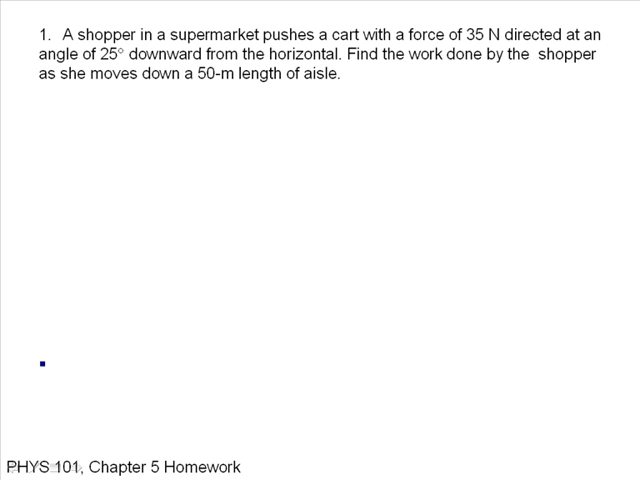 1. A shopper in a supermarket pushes a cart with a force of 35 N directed at an
angle of 25° downward from the horizontal. Find the work done by the shopper
as she moves down a 50-m length of aisle.
PHYS 101, Chapter 5 Homework